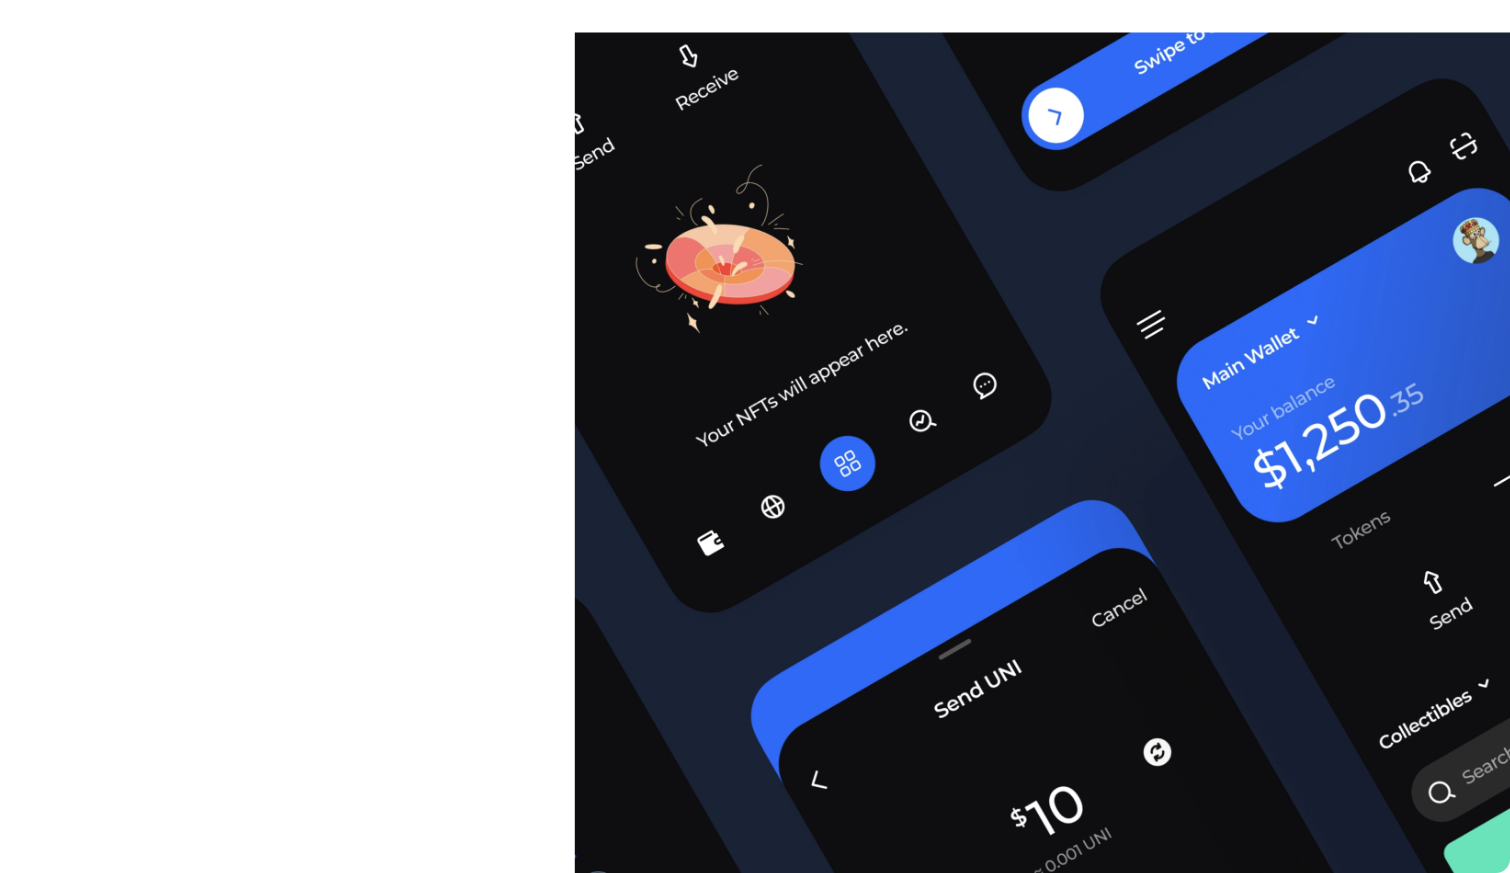 Receive
Send
Your NFTs will appear here.
Swipe to
Main Wallet
Your balance
$1,250.35
Tokens
Send
Collectibles
Search
Cancel
Send UNI
$10
≈ 0.001 UNI